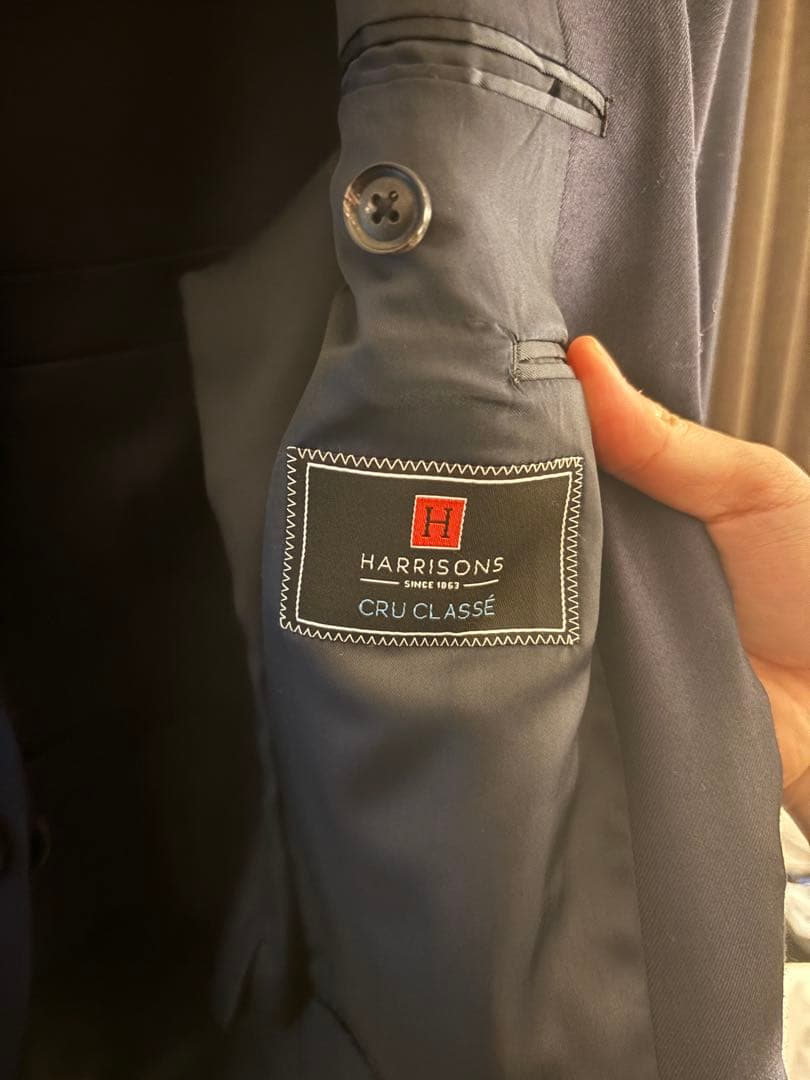 H
HARRISONS
SINCE 1863
CRU CLASSÉ